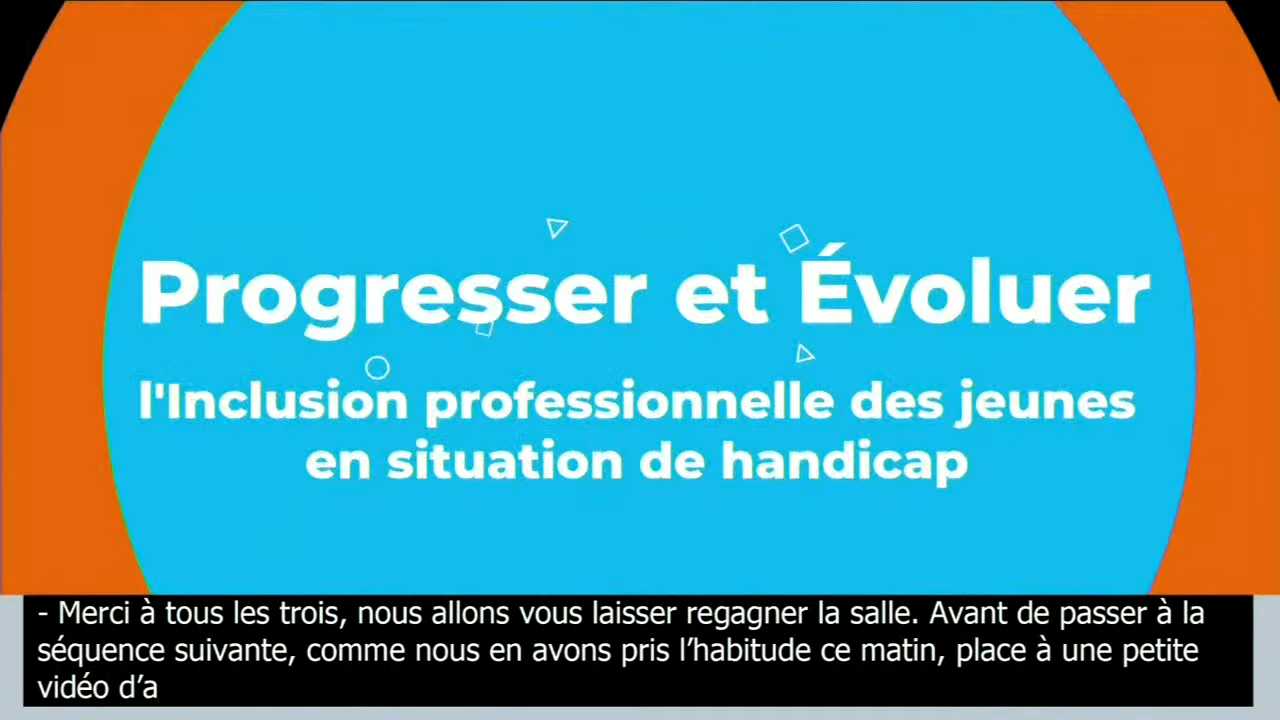 Progresser et Évoluer
l'Inclusion professionnelle des jeunes
en situation de handicap
- Merci à tous les trois, nous allons vous laisser regagner la salle. Avant de passer à la
séquence suivante, comme nous en avons pris l’habitude ce matin, place à une petite
vidéo d’a